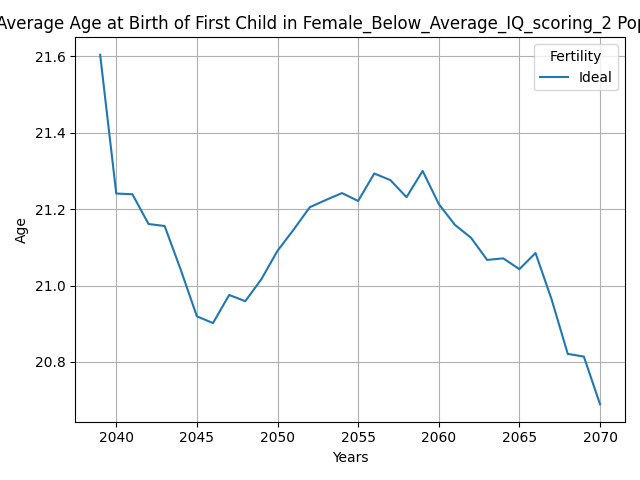 Average Age at Birth of First Child in Female_Below_Average_IQ_scoring_2
Fertility
Ideal
21.6
21.4
21.2
21.0
20.8
Age
2040 2045 2050 2055 2060 2065 2070
Years